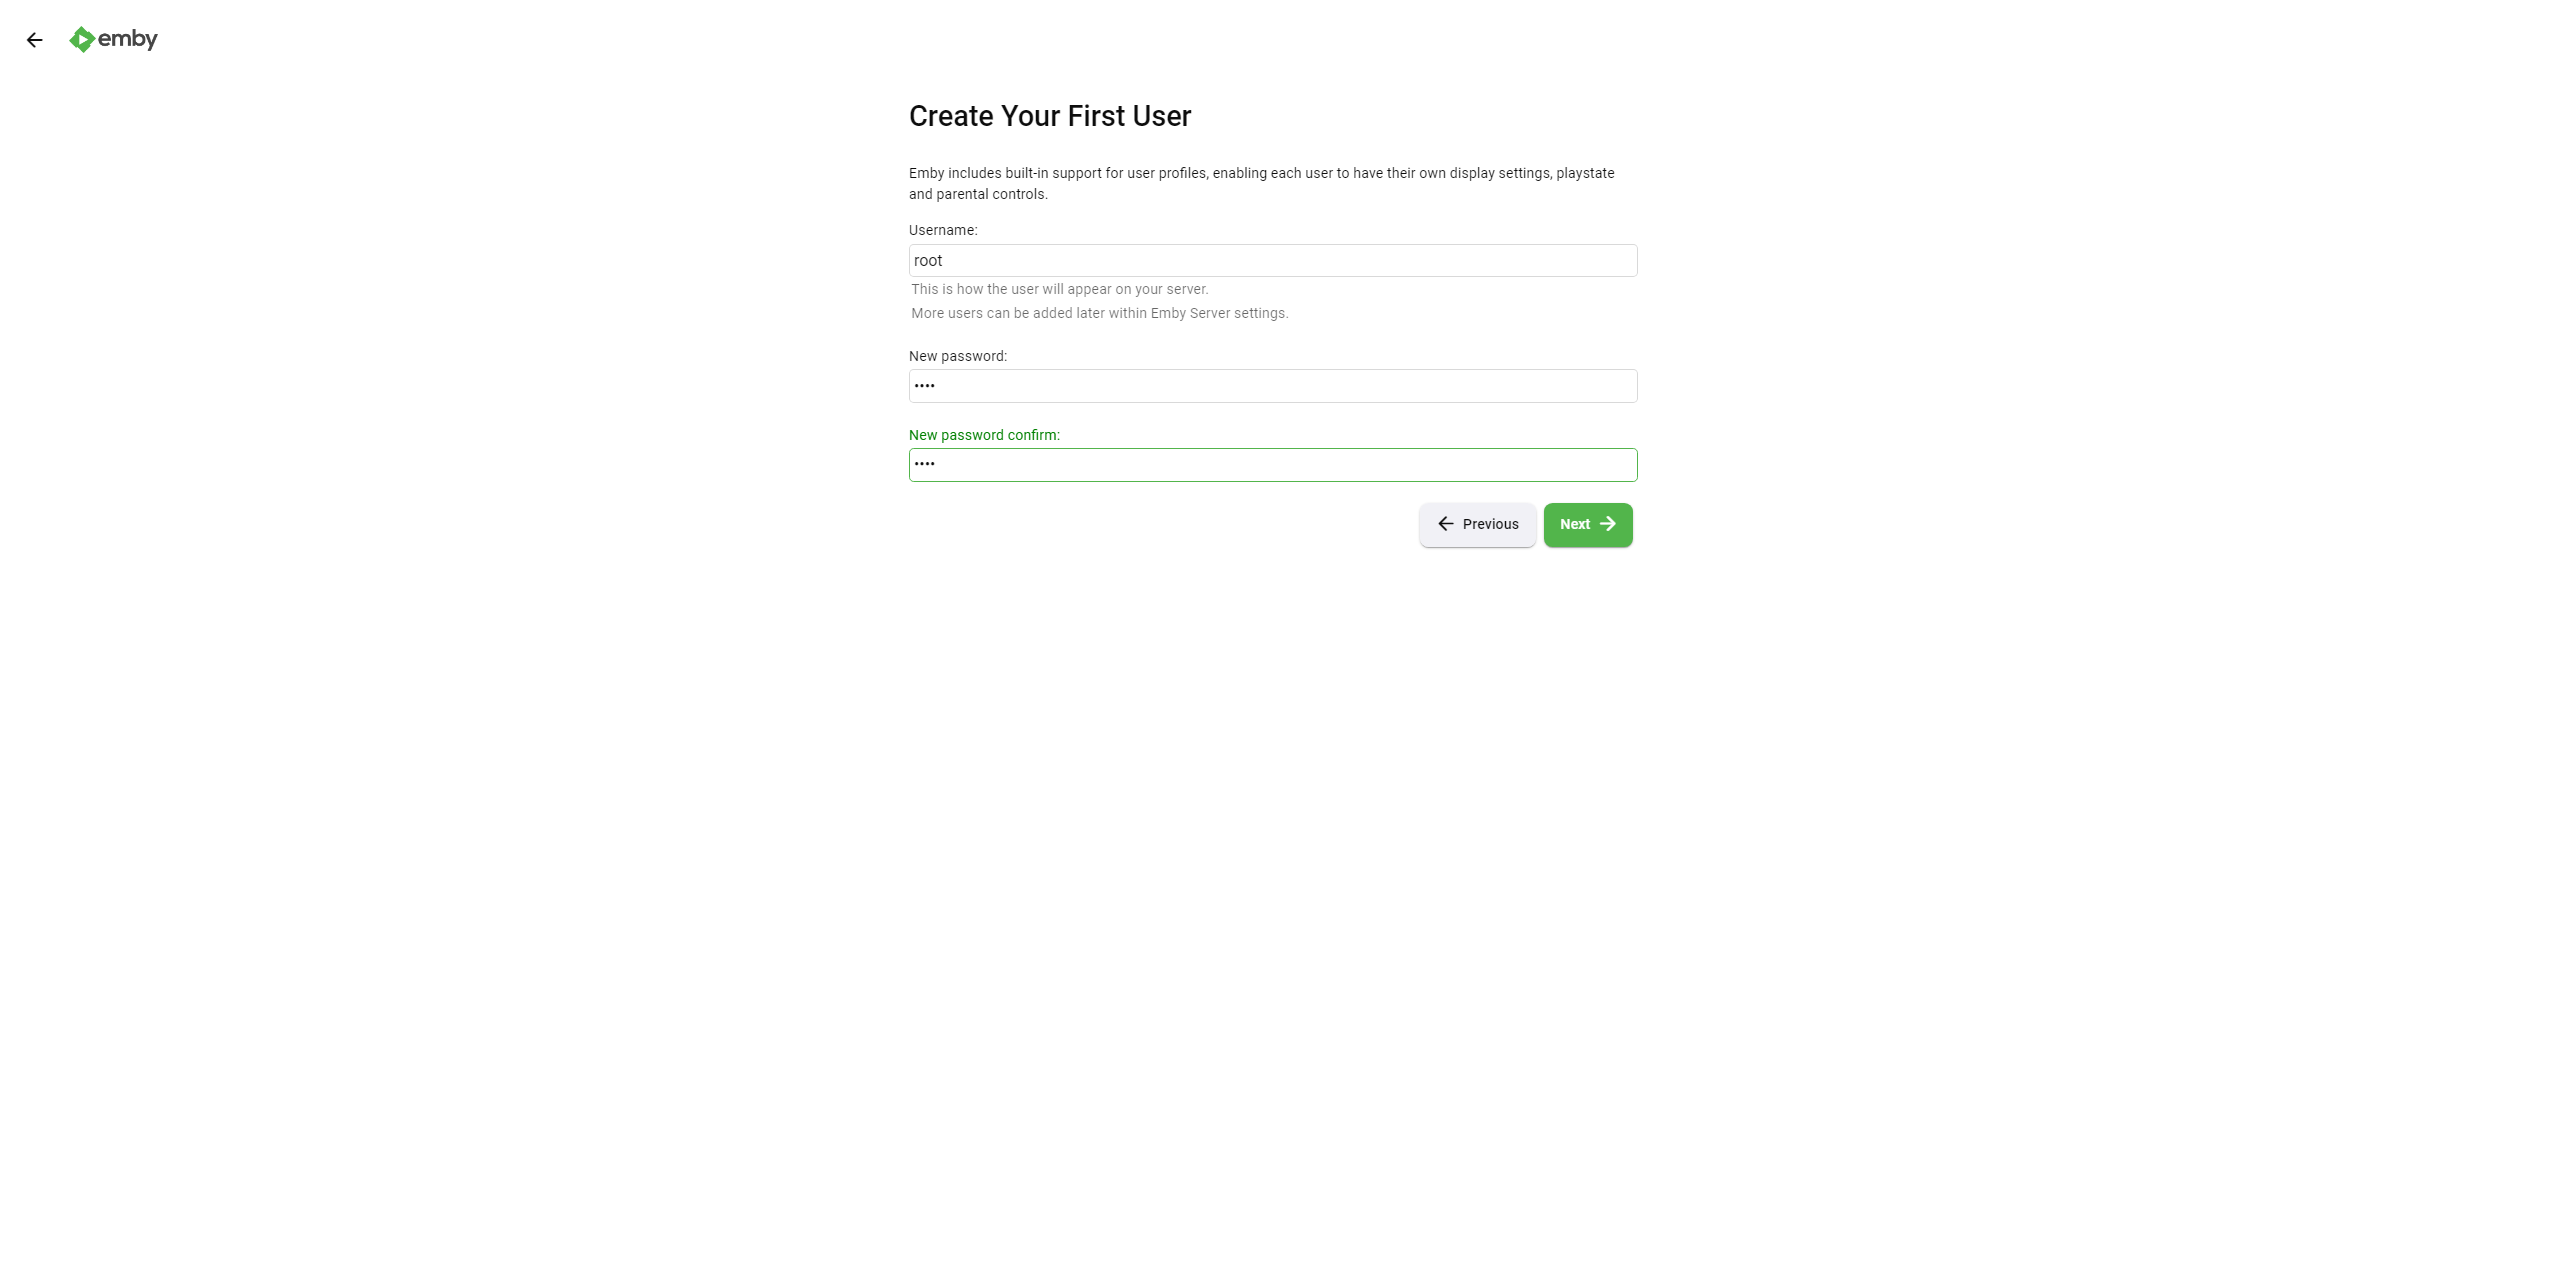 emby
Create Your First User
Emby includes built-in support for user profiles, enabling each user to have their own display settings, playstate
and parental controls.
Username:
root
This is how the user will appear on your server.
More users can be added later within Emby Server settings.
New password:
••••
New password confirm:
••••
Previous
Next